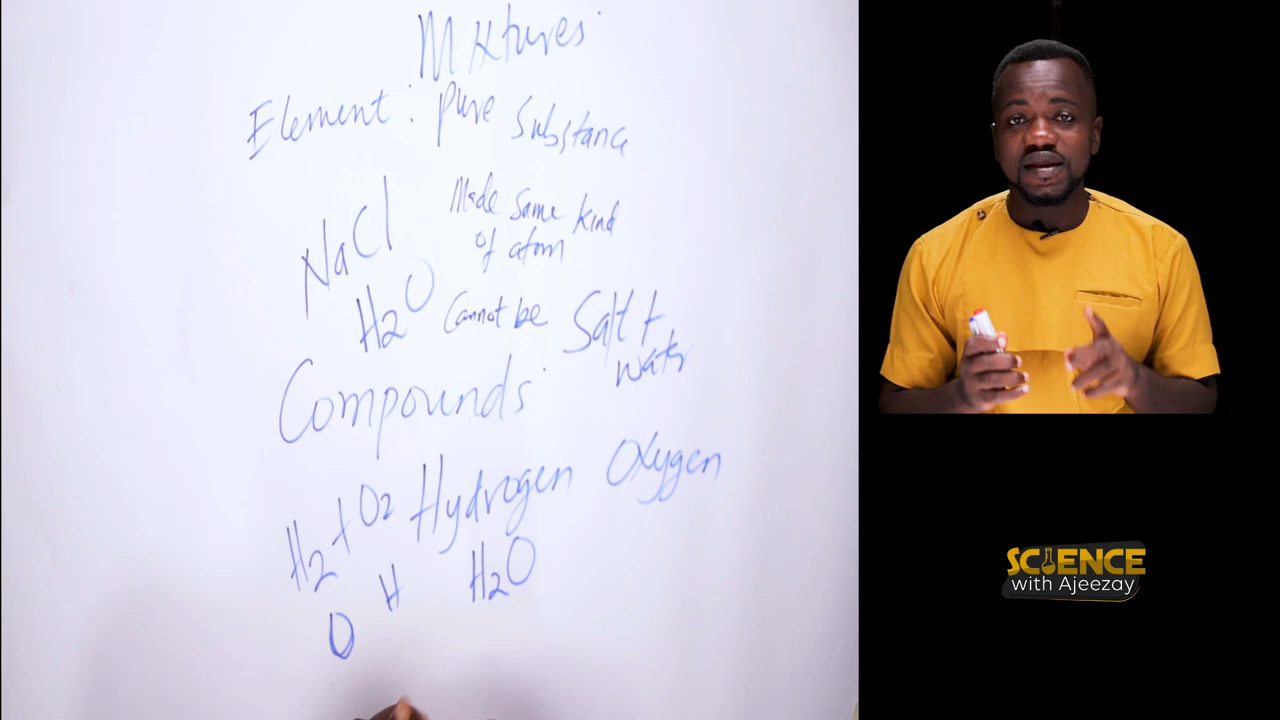 Mixtures
Element: pure substance
NaCl
Made same kind
of atom
H2O
Cannot be
Salt +
water
Compounds
H2 + O2
Hydrogen Oxygen
H
H2O
O
SCIENCE
with Ajeezay